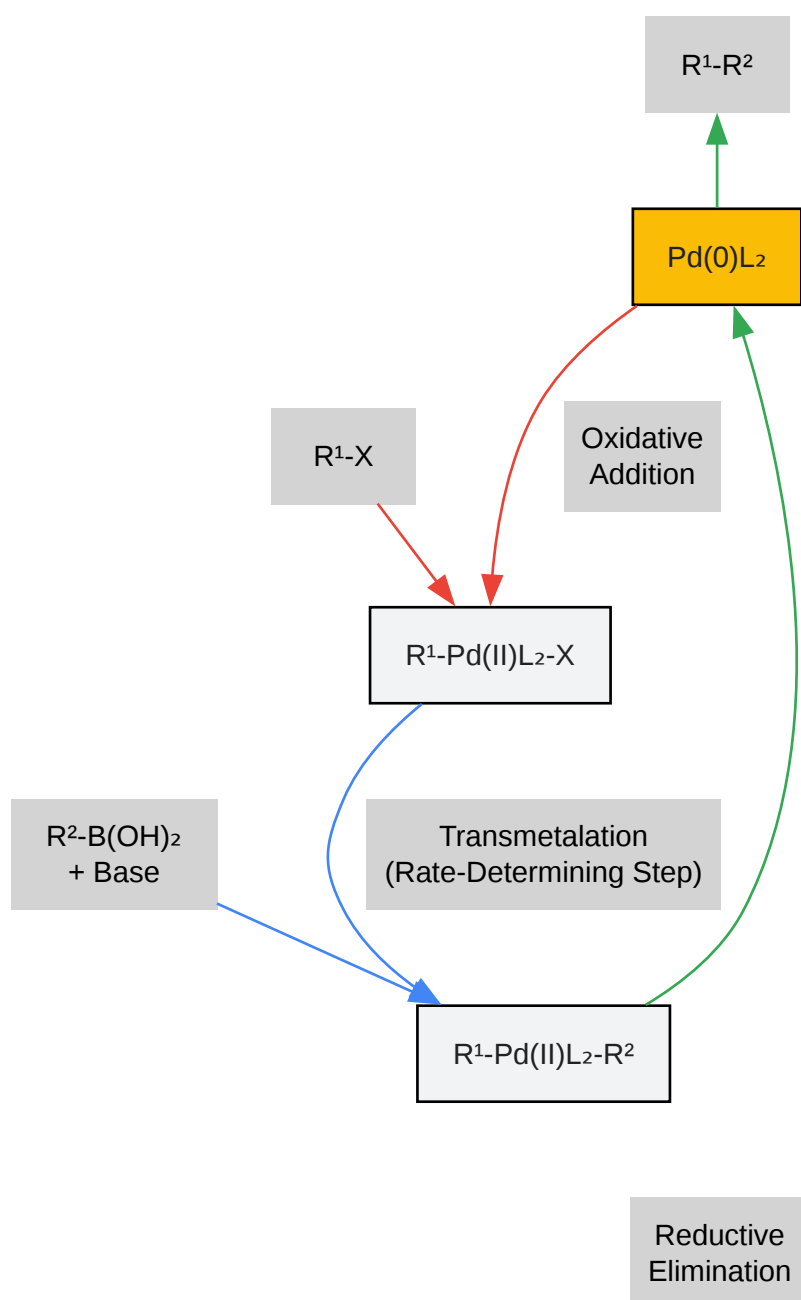 R¹-R²
Pd(0)L₂
Oxidative
Addition
R¹-X
R¹-Pd(II)L₂-X
R²-B(OH)₂
+ Base
Transmetalation
(Rate-Determining Step)
R¹-Pd(II)L₂-R²
Reductive
Elimination